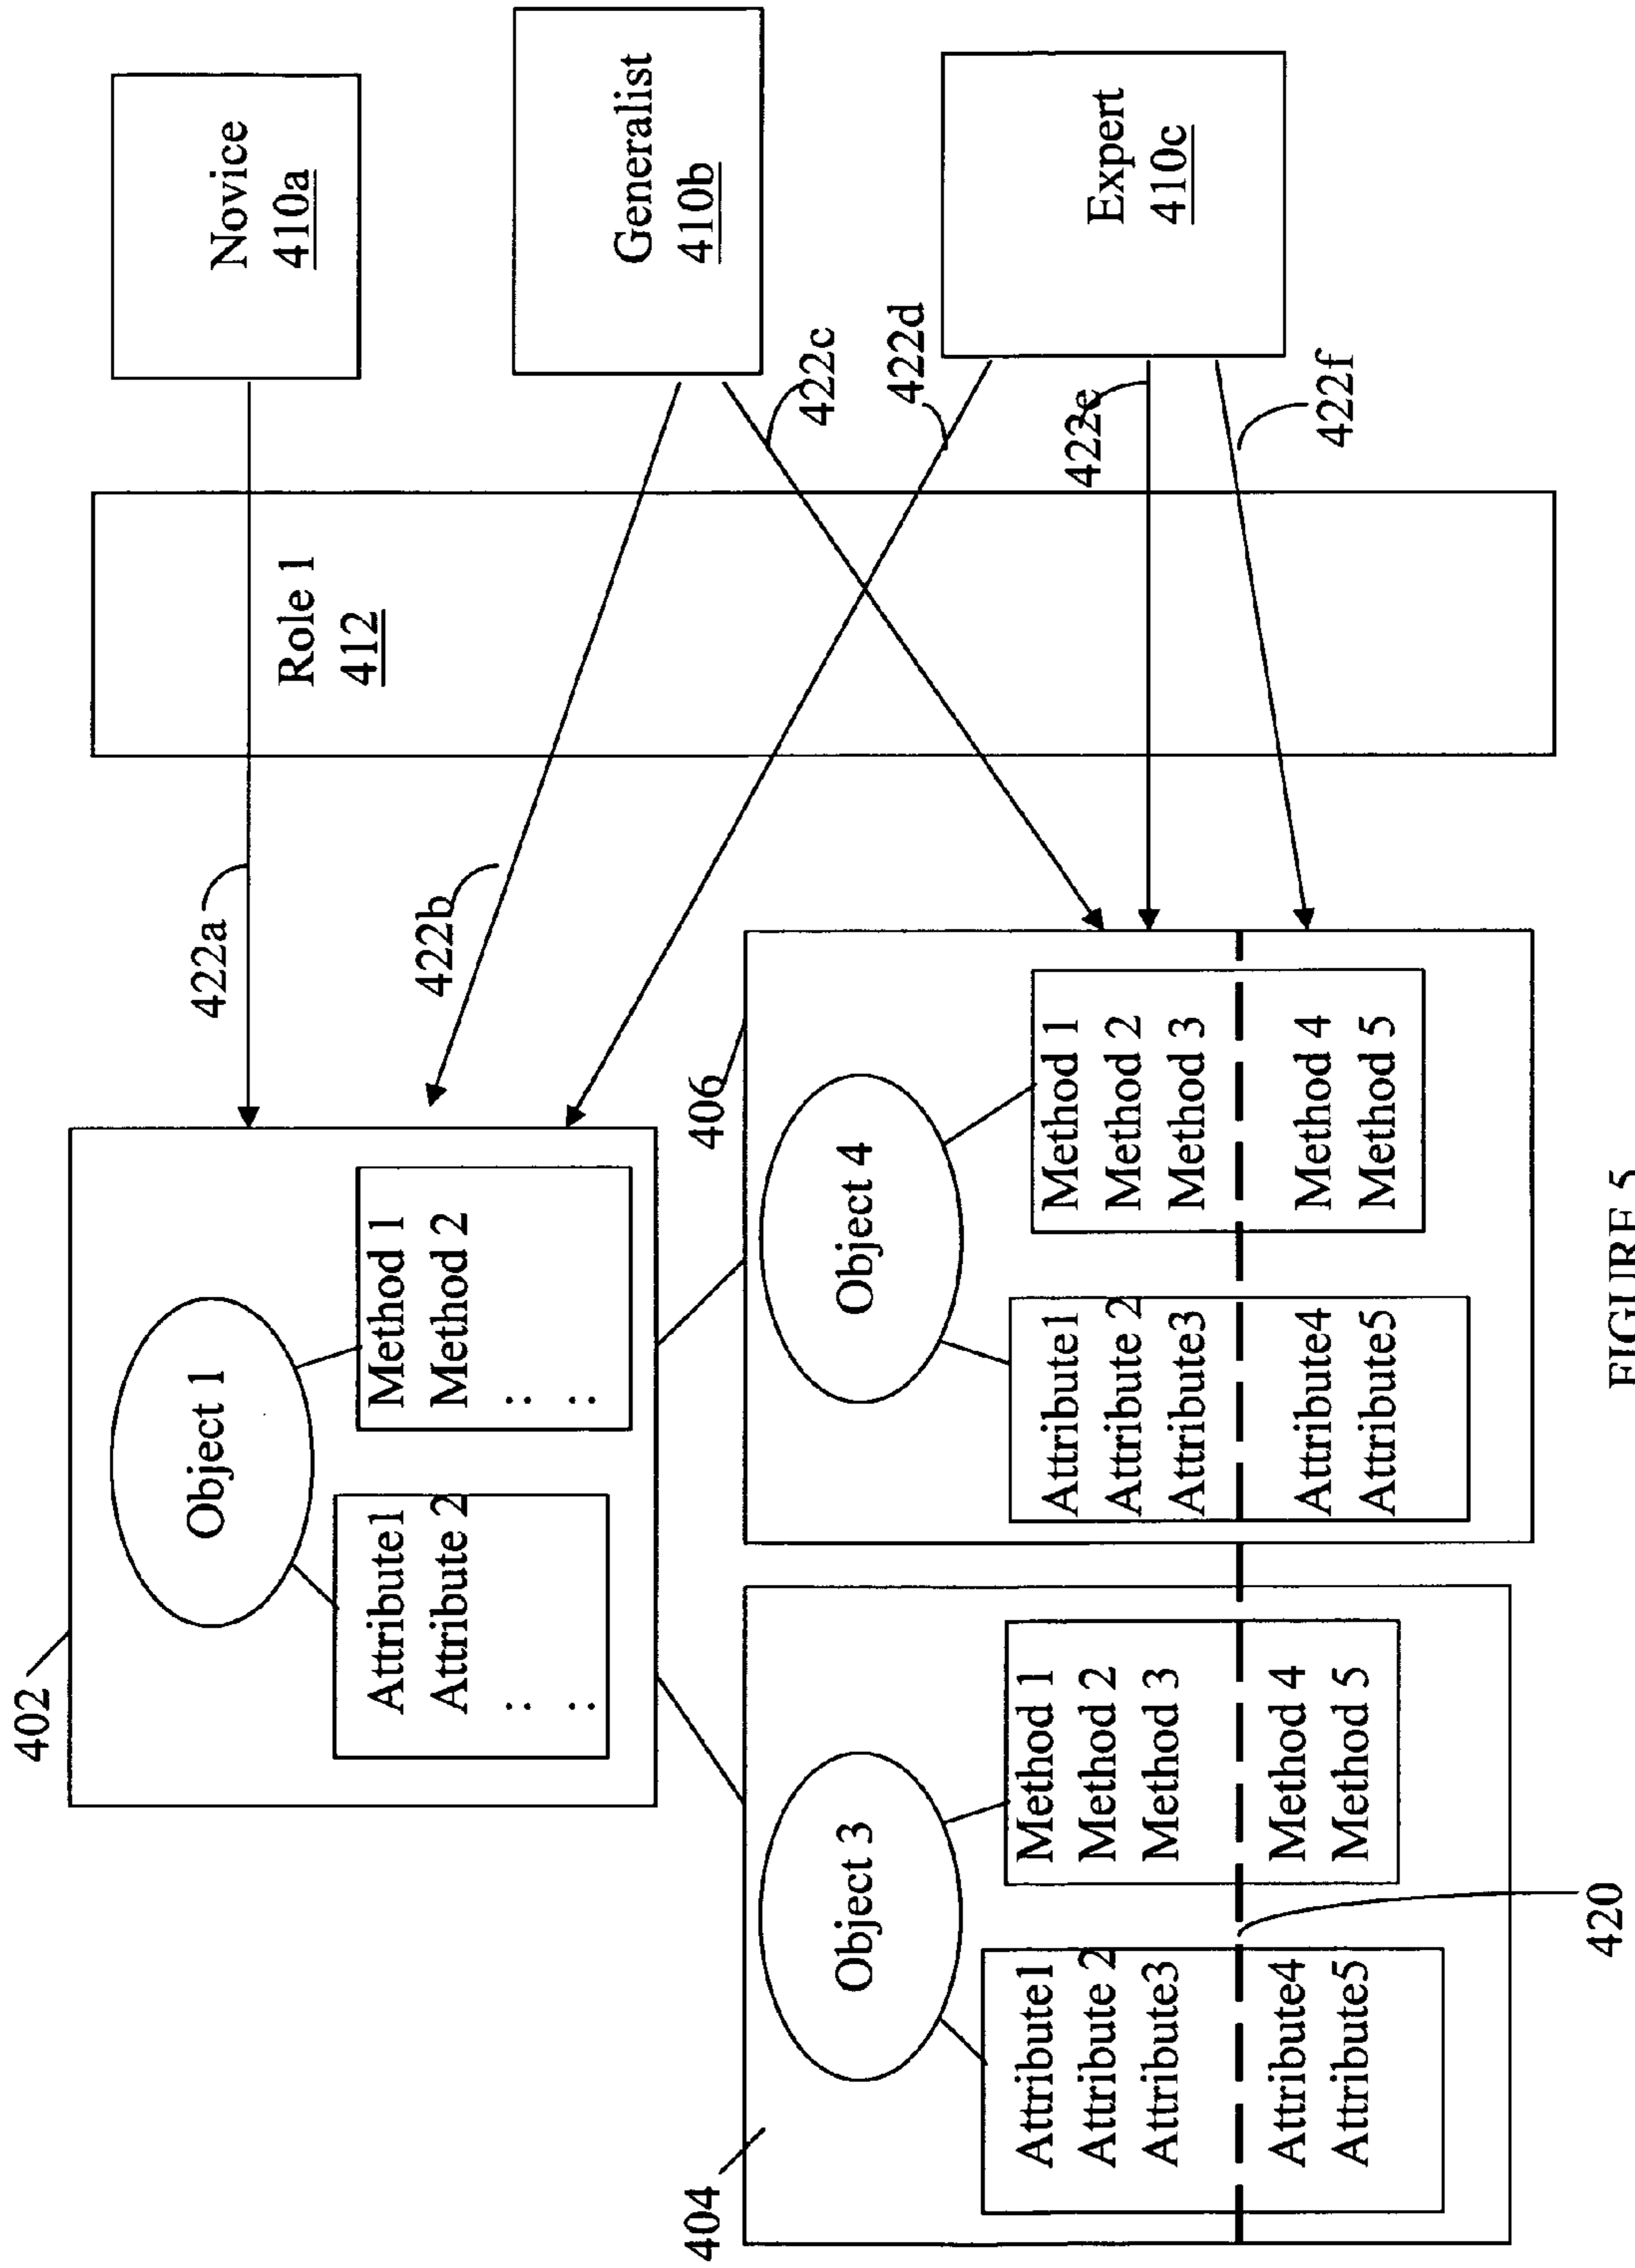 402
Object 1
Attribute1
Attribute 2
:
:
Method 1
Method 2
:
:
422a
422b
Role 1
412
Novice
410a
Generalist
410b
422c
422d
Expert
410c
422e
422f
404
Object 3
Attribute1
Attribute 2
Attribute3
Attribute4
Attribute5
Method 1
Method 2
Method 3
Method 4
Method 5
406
Object 4
Attribute1
Attribute 2
Attribute3
Attribute4
Attribute5
Method 1
Method 2
Method 3
Method 4
Method 5
420
FIGURE 5